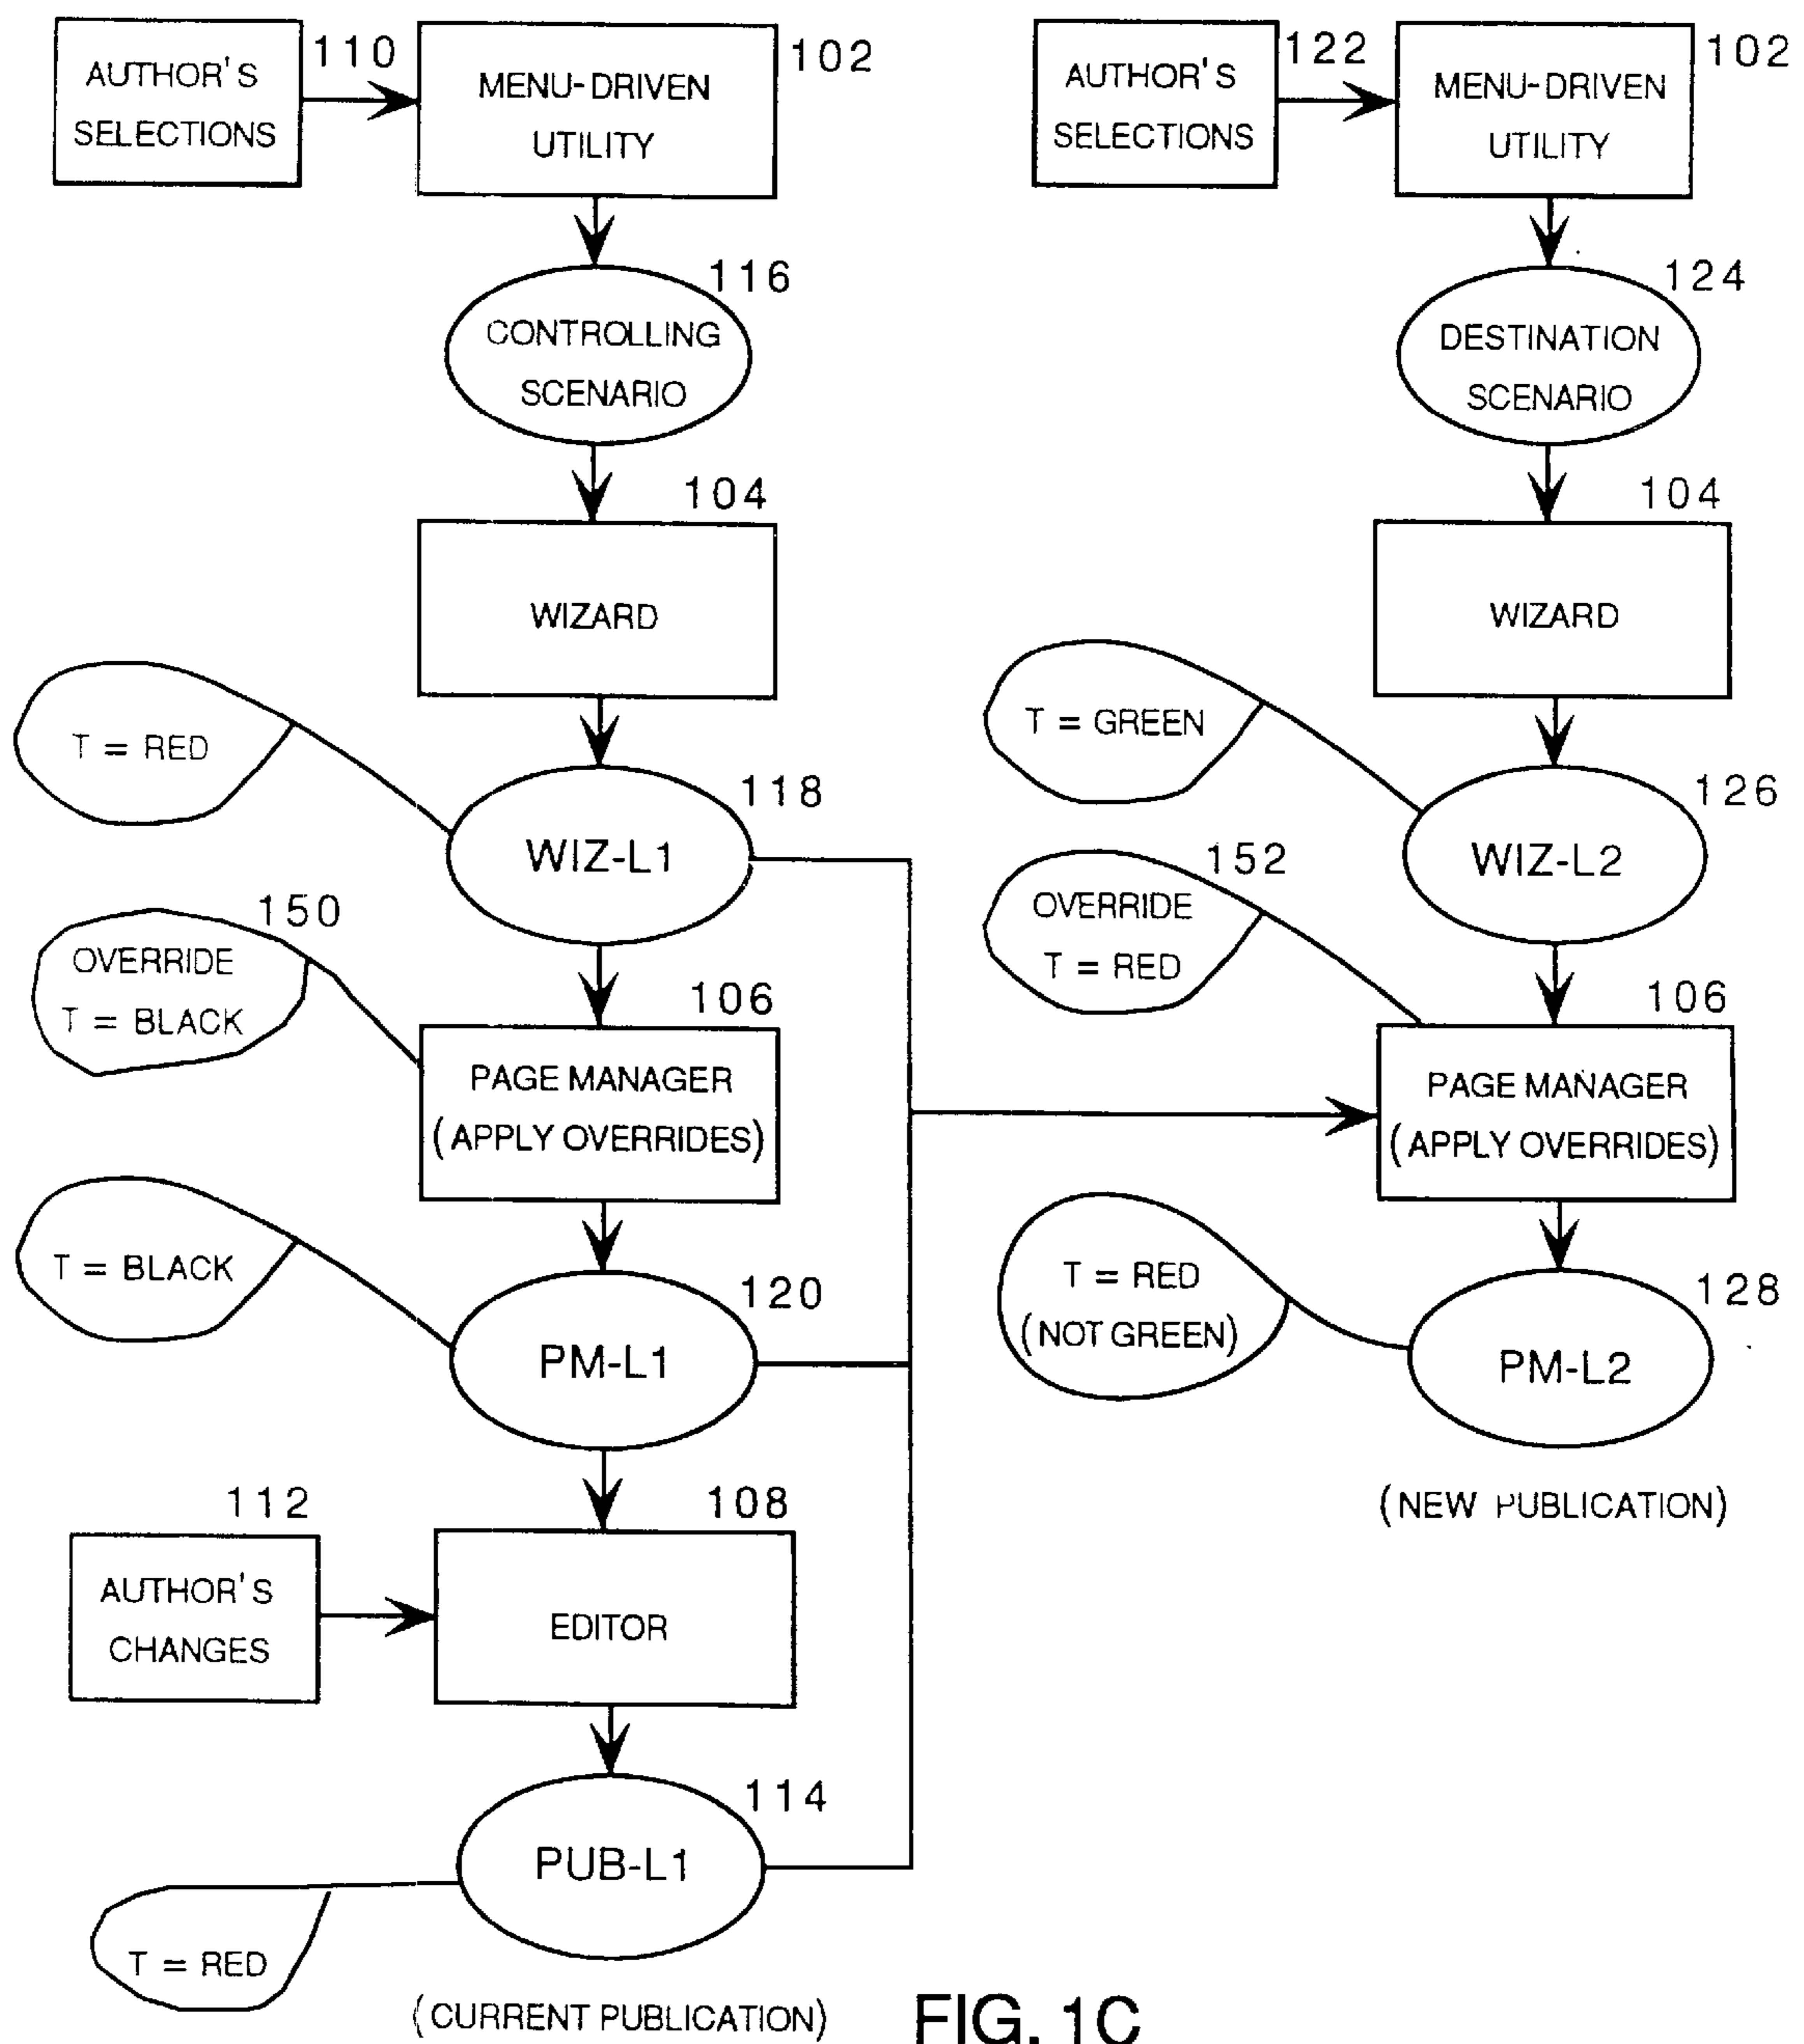 AUTHOR'S
SELECTIONS
110
MENU-DRIVEN
UTILITY
102
116
CONTROLLING
SCENARIO
104
WIZARD
T = RED
118
WIZ-L1
150
OVERRIDE
T = BLACK
106
PAGE MANAGER
(APPLY OVERRIDES)
T = BLACK
120
PM-L1
112
108
AUTHOR'S
CHANGES
EDITOR
114
PUB-L1
T = RED
(CURRENT PUBLICATION)
AUTHOR'S
SELECTIONS
122
MENU-DRIVEN
UTILITY
102
124
DESTINATION
SCENARIO
104
WIZARD
T = GREEN
126
WIZ-L2
152
OVERRIDE
T = RED
106
PAGE MANAGER
(APPLY OVERRIDES)
T = RED
(NOT GREEN)
128
PM-L2
(NEW PUBLICATION)
FIG. 1C